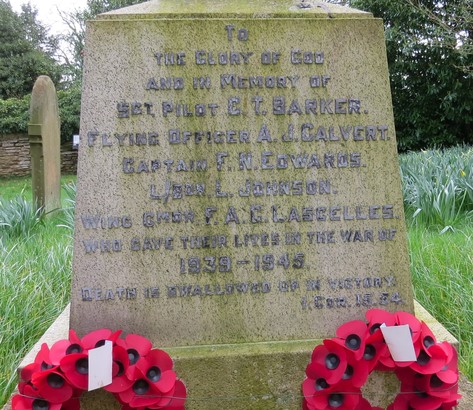 To
The Glory of God
and in Memory of
Sgt. Pilot C. T. Barker.
Flying Officer A. J. Calvert.
Captain F. N. Edwards.
L/Bdr L. Johnson.
Wing Cmdr. F. A. G. Lascelles.
who gave their lives in the war of
1939-1945
Death is swallowed up in victory.
1. Cor. 15.54.